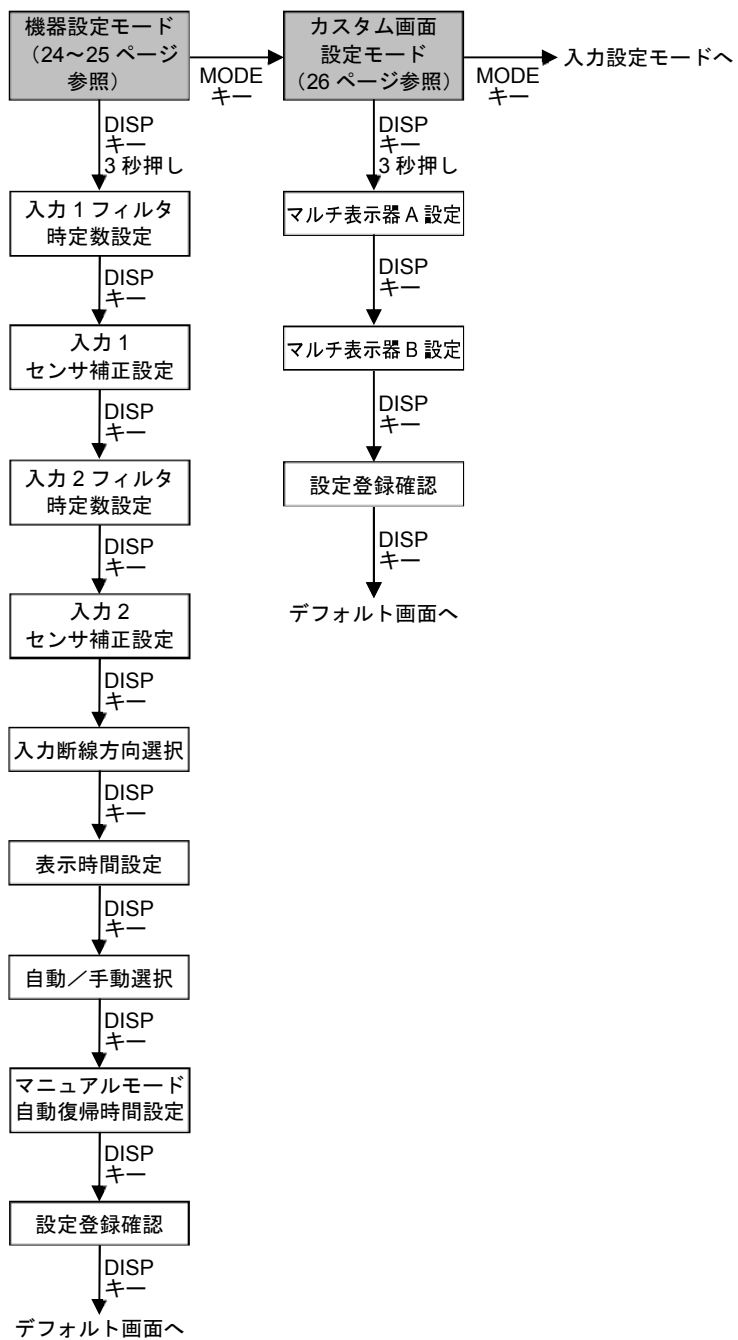 機器設定モード
（24～25 ページ
参照）
MODE
キー
カスタム画面
設定モード
（26 ページ参照）
MODE
キー
入力設定モードへ
DISP
キー
3 秒押し
入力 1 フィルタ
時定数設定
DISP
キー
入力 1
センサ補正設定
DISP
キー
入力 2 フィルタ
時定数設定
DISP
キー
入力 2
センサ補正設定
DISP
キー
入力断線方向選択
DISP
キー
表示時間設定
DISP
キー
自動／手動選択
DISP
キー
マニュアルモード
自動復帰時間設定
DISP
キー
設定登録確認
DISP
キー
デフォルト画面へ
DISP
キー
3 秒押し
マルチ表示器 A 設定
DISP
キー
マルチ表示器 B 設定
DISP
キー
設定登録確認
DISP
キー
デフォルト画面へ